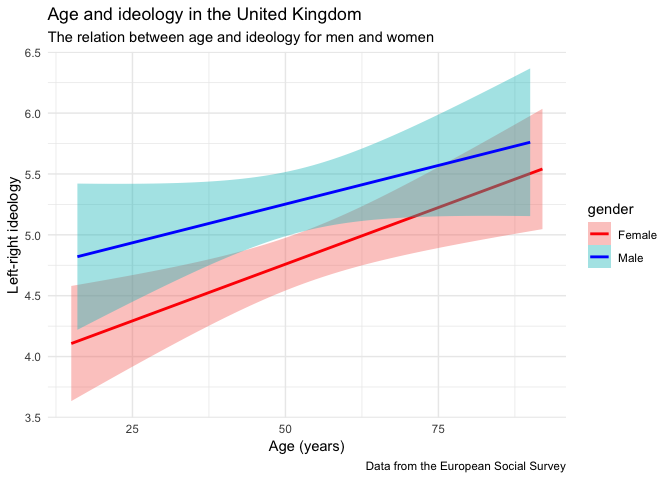 Age and ideology in the United Kingdom
The relation between age and ideology for men and women
6.5
6.0
5.5
5.0
4.5
4.0
3.5
Left-right ideology
25
50
75
Age (years)
gender
Female
Male
Data from the European Social Survey